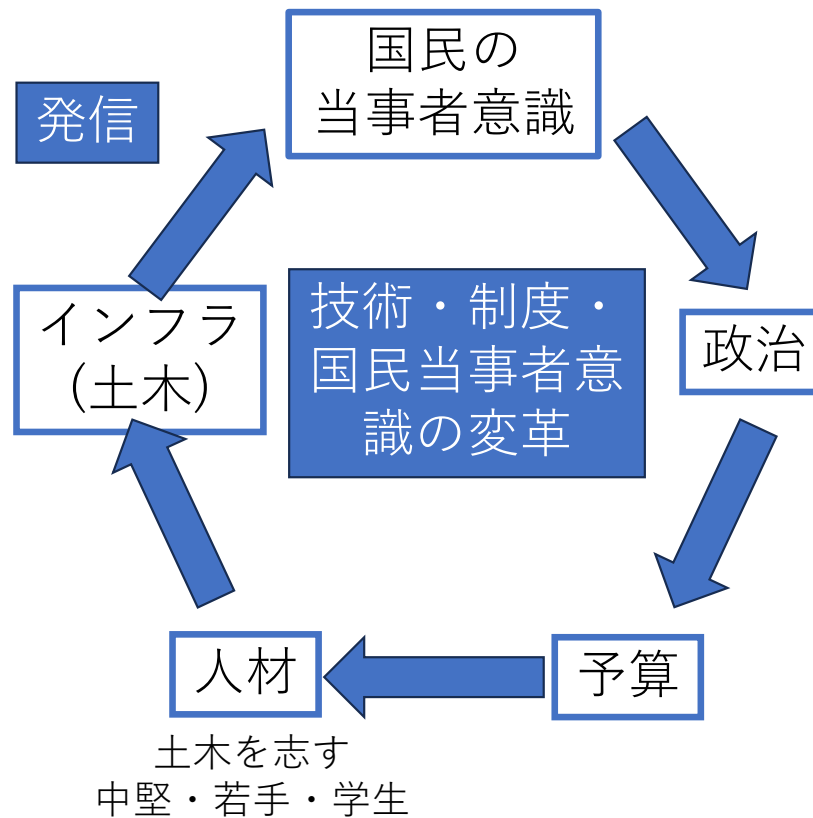 国民の
当事者意識
発信
技術・制度・
国民当事者意
識の変革
インフラ
(土木)
政治
人材
予算
土木を志す
中堅・若手・学生